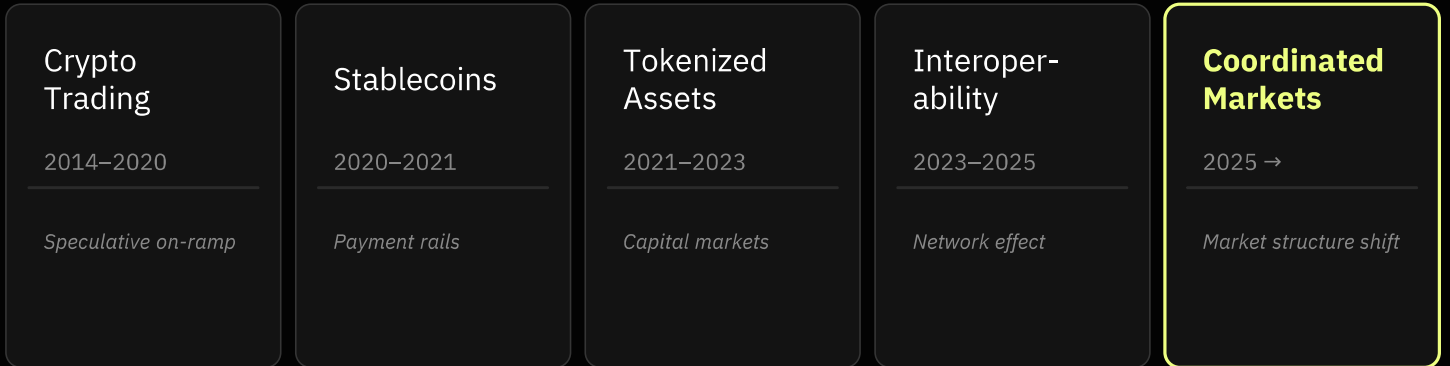 Crypto
Trading
2014–2020
Speculative on-ramp
Stablecoins
2020–2021
Payment rails
Tokenized
Assets
2021–2023
Capital markets
Interoper-
ability
2023–2025
Network effect
Coordinated
Markets
2025 →
Market structure shift